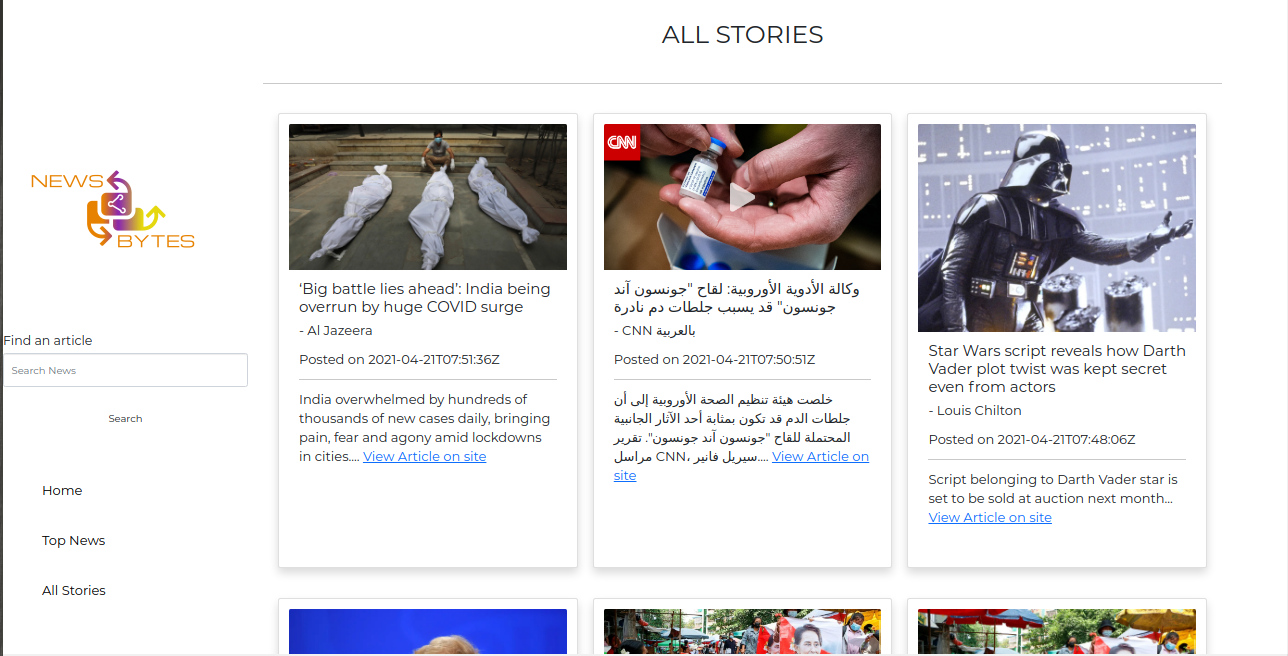 ALL STORIES
NEWS
BYTES
Find an article
Search News
Search
Home
Top News
All Stories
‘Big battle lies ahead’: India being
overrun by huge COVID surge
- Al Jazeera
Posted on 2021-04-21T07:51:36Z
India overwhelmed by hundreds of
thousands of new cases daily, bringing
pain, fear and agony amid lockdowns
in cities.... View Article on site
CNN
وكالة الأدوية الأوروبية: لقاح "جونسون آند
جونسون" قد يسبب جلطات دم نادرة
- CNN بالعربية
Posted on 2021-04-21T07:50:51Z
خلصت هيئة تنظيم الصحة الأوروبية إلى أن
جلطات الدم قد تكون بمثابة أحد الآثار الجانبية
المحتملة للقاح "جونسون آند جونسون". تقرير
مراسل CNN، سيريل فانير.... View Article on
site
Star Wars script reveals how Darth
Vader plot twist was kept secret
even from actors
- Louis Chilton
Posted on 2021-04-21T07:48:06Z
Script belonging to Darth Vader star is
set to be sold at auction next month...
View Article on site